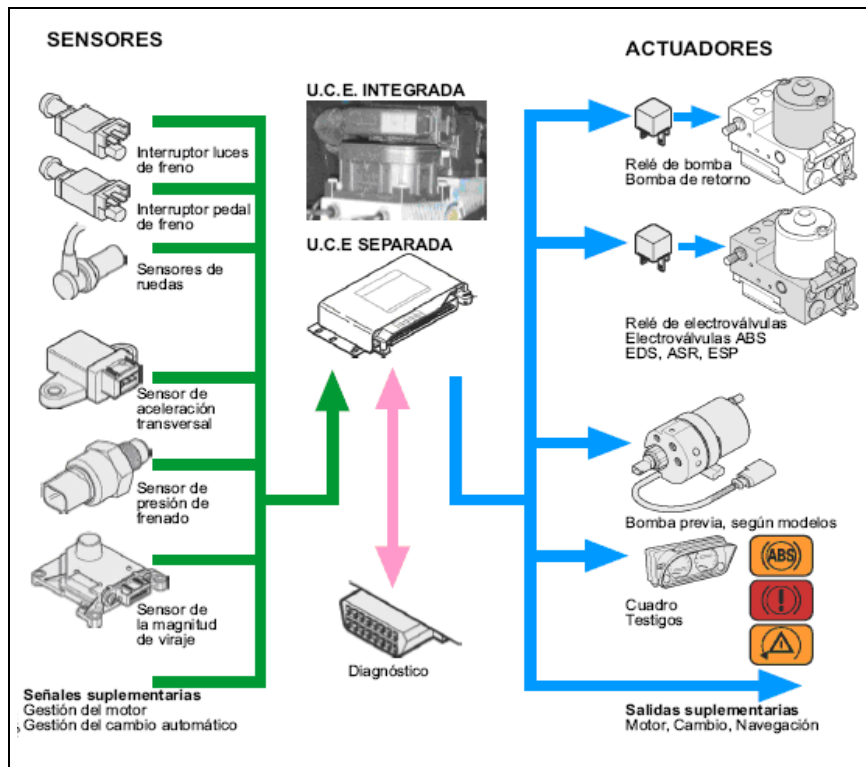 SENSORES
Interruptor luces
de freno
Interruptor pedal
de freno
Sensores de
ruedas
Sensor de
aceleración
transversal
Sensor de
presión de
frenado
Sensor de
la magnitud
de viraje
Señales suplementarias
Gestión del motor
Gestión del cambio automático
U.C.E. INTEGRADA
U.C.E SEPARADA
Diagnóstico
ACTUADORES
Relé de bomba
Bomba de retorno
Relé de electroválvulas
Electroválvulas ABS
EDS, ASR, ESP
Bomba previa, según modelos
Cuadro
Testigos
ABS
!
!
Salidas suplementarias
Motor, Cambio, Navegación